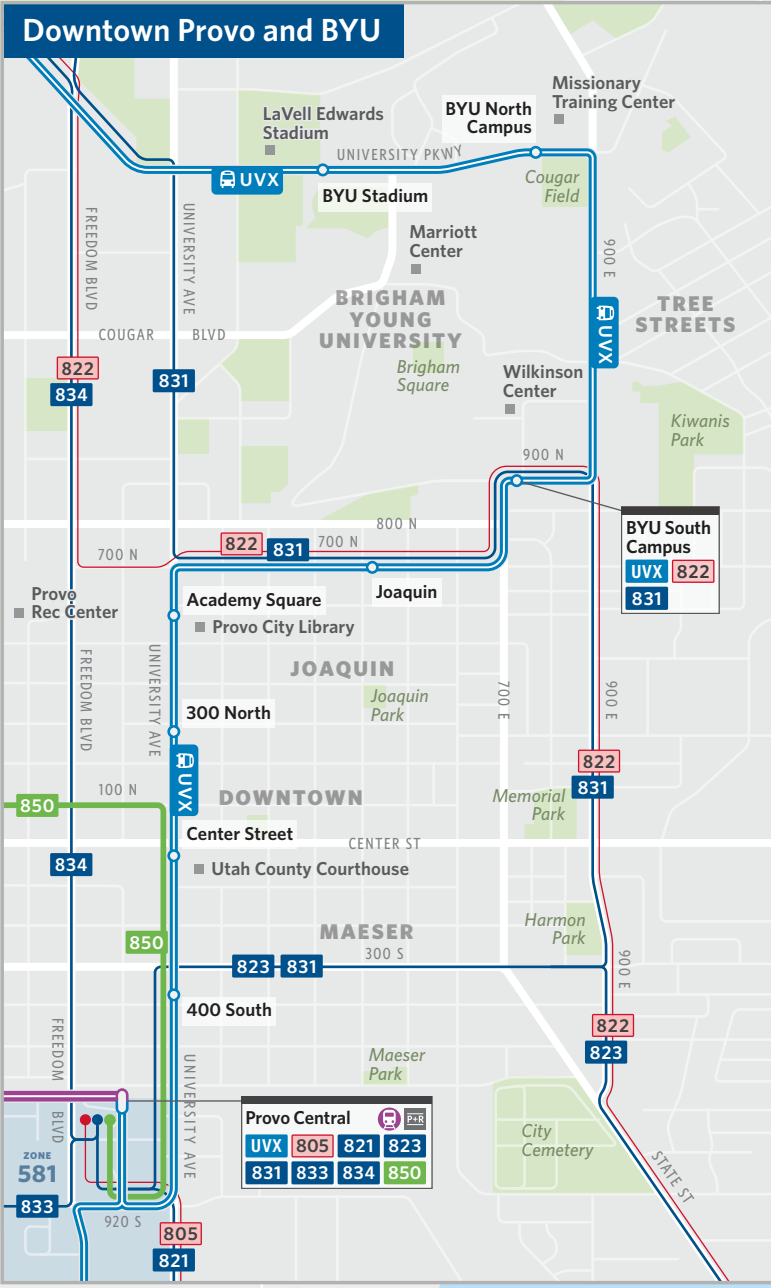 Downtown Provo and BYU
Missionary
Training Center
BYU North
Campus
LaVell Edwards
Stadium
UNIVERSITY PKWY
UVX
BYU Stadium
Cougar
Field
FREEDOM BLVD
UNIVERSITY AVE
Marriott
Center
900 E
BRIGHAM
YOUNG
UNIVERSITY
TREE
STREETS
UVX
COUGAR BLVD
822
834
831
Brigham
Square
Wilkinson
Center
Kiwanis
Park
900 N
800 N
BYU South
Campus
UVX 822
831
700 N
822 831
700 N
Joaquin
Provo
Rec Center
Academy Square
Provo City Library
FREEDOM BLVD
UNIVERSITY AVE
JOAQUIN
Joaquin
Park
700 E
900 E
300 North
UVX
822
831
100 N
850
DOWNTOWN
Memorial
Park
Center Street
CENTER ST
834
Utah County Courthouse
850
MAESER
Harmon
Park
300 S
823 831
900 E
400 South
822
823
FREEDOM
BLVD
UNIVERSITY AVE
Maeser
Park
Provo Central P+R
UVX 805 821 823
831 833 834 850
City
Cemetery
STATE ST
ZONE
581
833
920 S
805
821